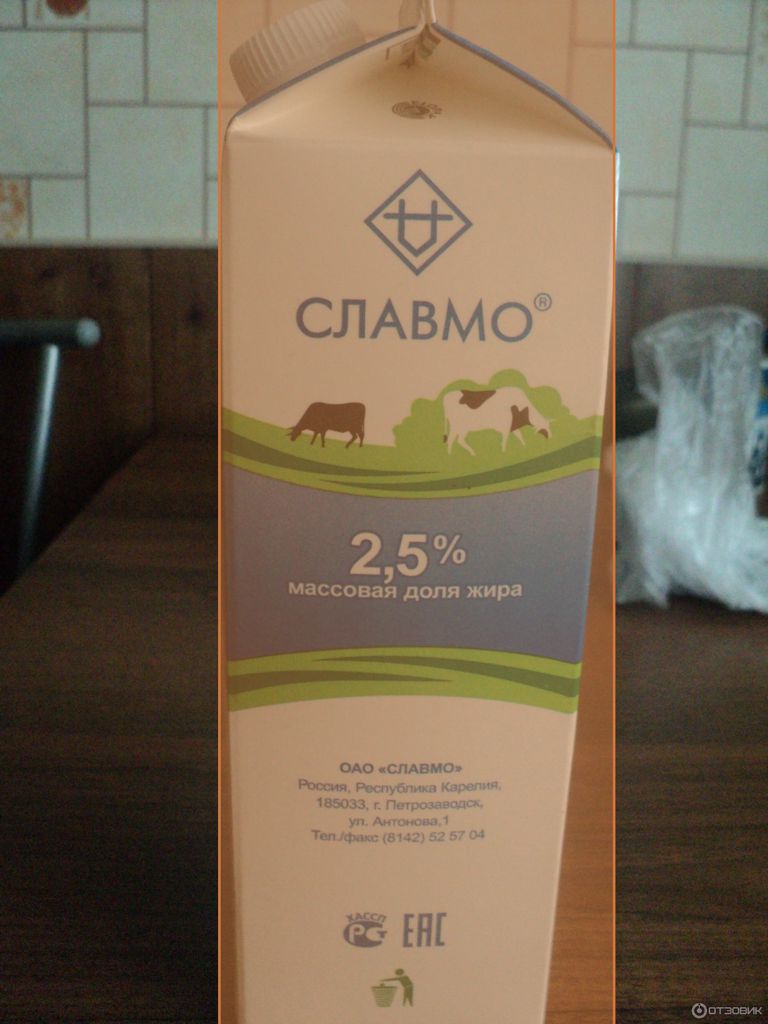 СЛАВМО®
2,5%
массовая доля жира
ОАО «СЛАВМО»
Россия, Республика Карелия,
185033, г. Петрозаводск,
ул. Антонова,1
Тел./факс (8142) 52 57 04
ХАССП
РСТ ЕАС
ОТЗОВИК